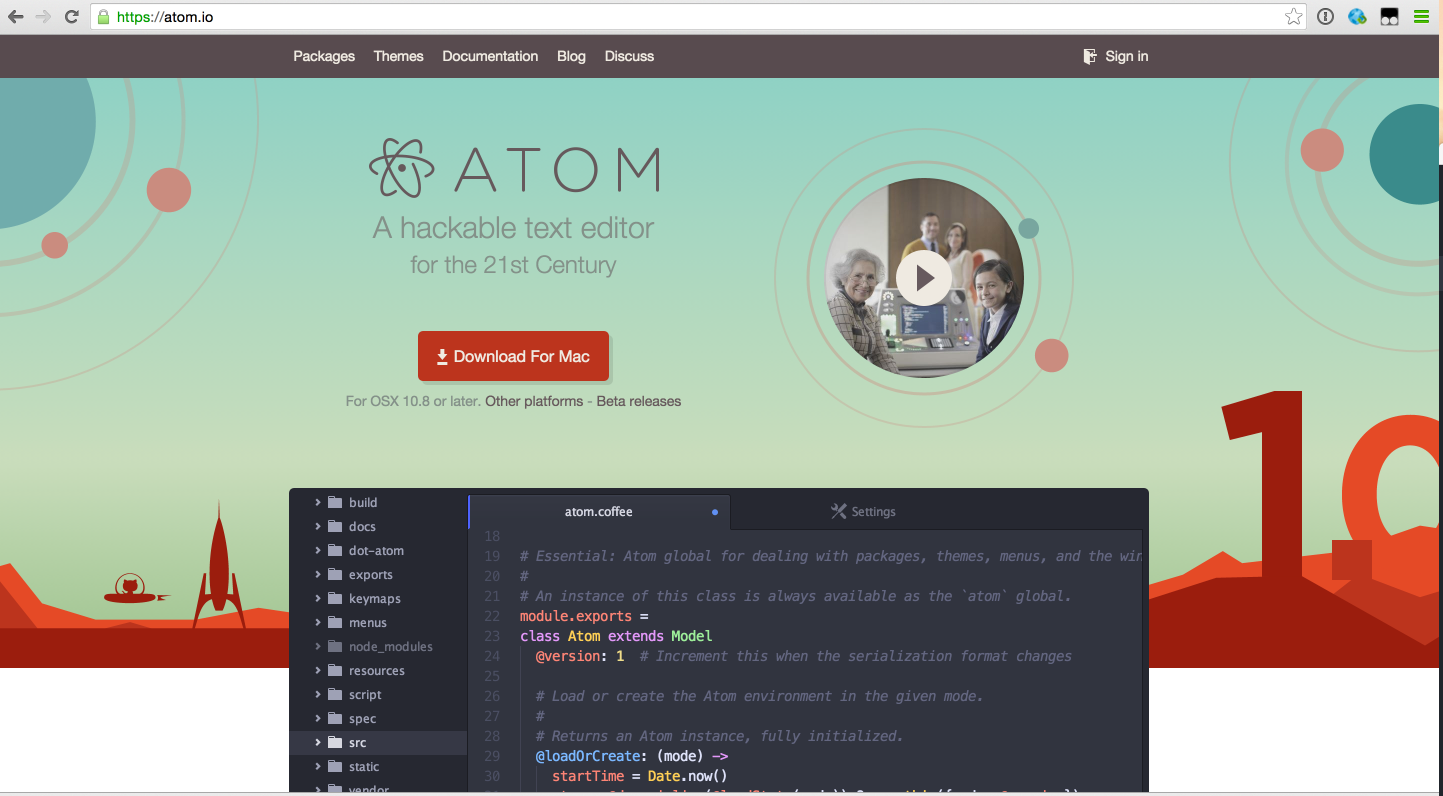 https://atom.io
Packages Themes Documentation Blog Discuss Sign in
ATOM
A hackable text editor
for the 21st Century
Download For Mac
For OSX 10.8 or later. Other platforms - Beta releases
1.0
build
docs
dot-atom
exports
keymaps
menus
node_modules
resources
script
spec
src
static
vendor
atom.coffee Settings
18
19 # Essential: Atom global for dealing with packages, themes, menus, and the win
20 #
21 # An instance of this class is always available as the `atom` global.
22 module.exports =
23 class Atom extends Model
24 @version: 1 # Increment this when the serialization format changes
25
26 # Load or create the Atom environment in the given mode.
27 #
28 # Returns an Atom instance, fully initialized.
29 @loadOrCreate: (mode) ->
30 startTime = Date.now()